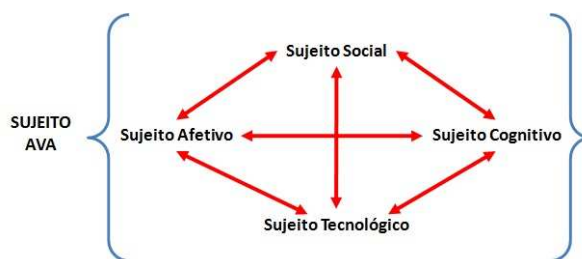 Sujeito Social
SUJEITO
AVA
Sujeito Afetivo
Sujeito Cognitivo
Sujeito Tecnológico